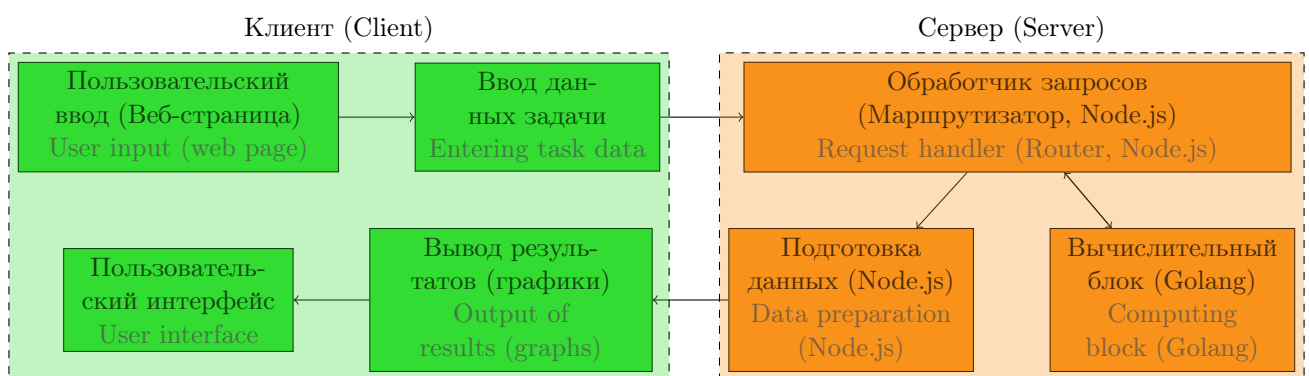 Клиент (Client)
Сервер (Server)
Пользовательский
ввод (Веб-страница)
User input (web page)
Ввод дан-
ных задачи
Entering task data
Обработчик запросов
(Маршрутизатор, Node.js)
Request handler (Router, Node.js)
Пользователь-
ский интерфейс
User interface
Вывод резуль-
татов (графики)
Output of
results (graphs)
Подготовка
данных (Node.js)
Data preparation
(Node.js)
Вычислительный
блок (Golang)
Computing
block (Golang)